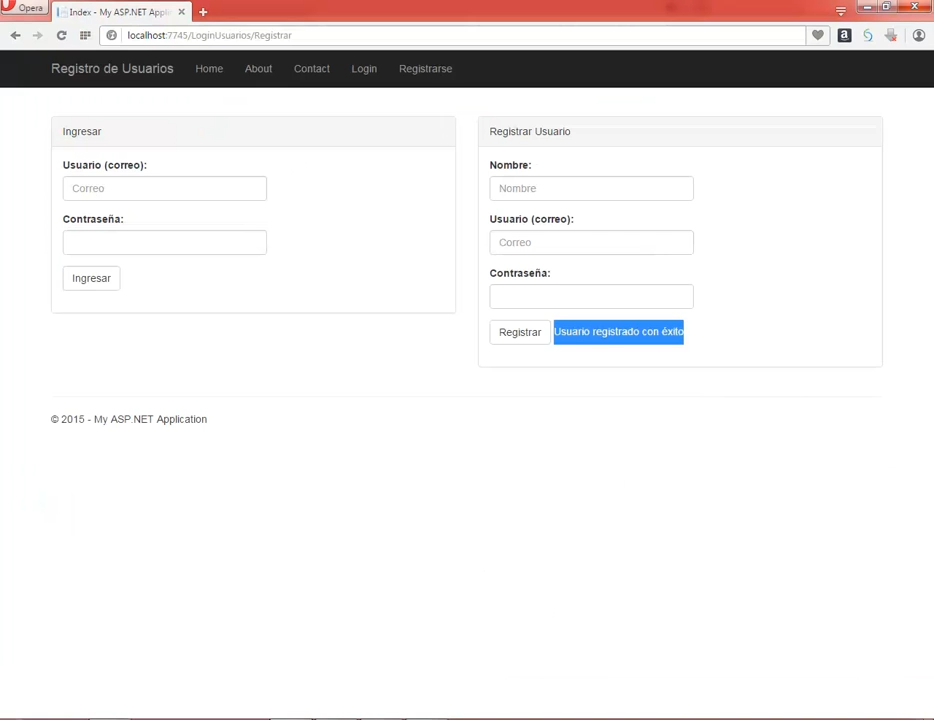 Opera
Index - My ASP.NET Appli
localhost:7745/LoginUsuarios/Registrar
Registro de Usuarios Home About Contact Login Registrarse
Ingresar
Usuario (correo):
Correo
Contraseña:
Ingresar
Registrar Usuario
Nombre:
Nombre
Usuario (correo):
Correo
Contraseña:
Registrar Usuario registrado con éxito
© 2015 - My ASP.NET Application